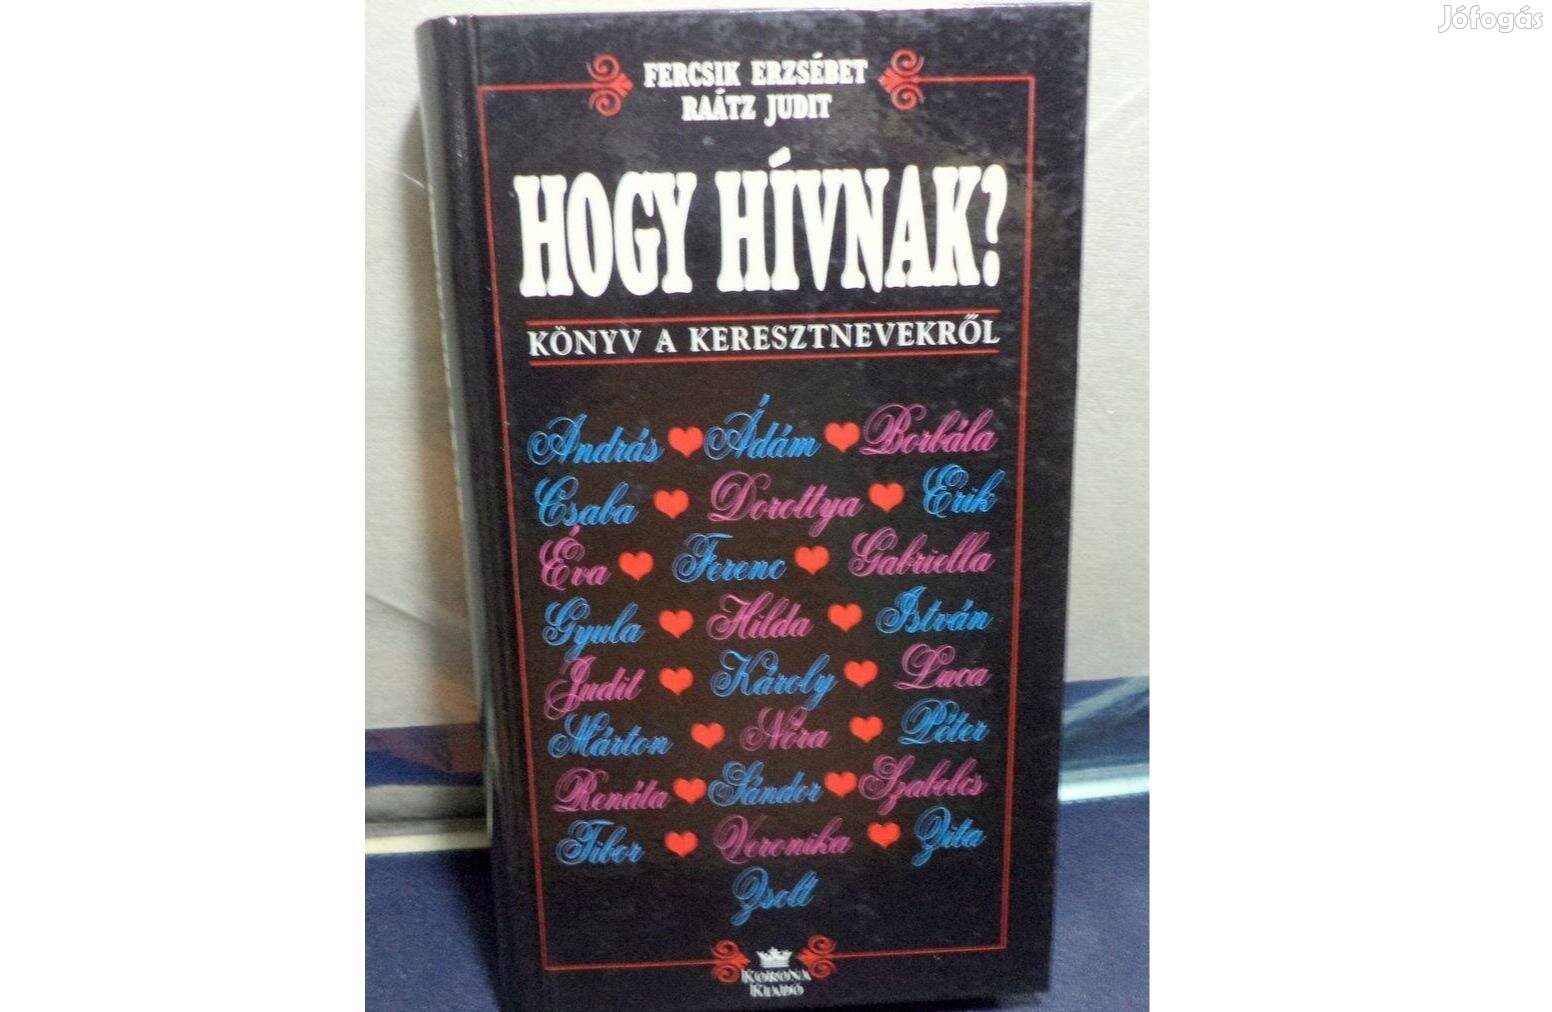 Jófogás
FERCSIK ERZSÉBET
RAÁTZ JUDIT
HOGY HÍVNAK?
KÖNYV A KERESZTNEVEKRŐL
András Ádám Borbála
Csaba Dorottya Erik
Éva Ferenc Gabriella
Gyula Hilda István
Judit Károly Luca
Márton Nóra Péter
Renáta Sándor Szabolcs
Tibor Veronika Zita
Zsolt
KORONA
KIADÓ